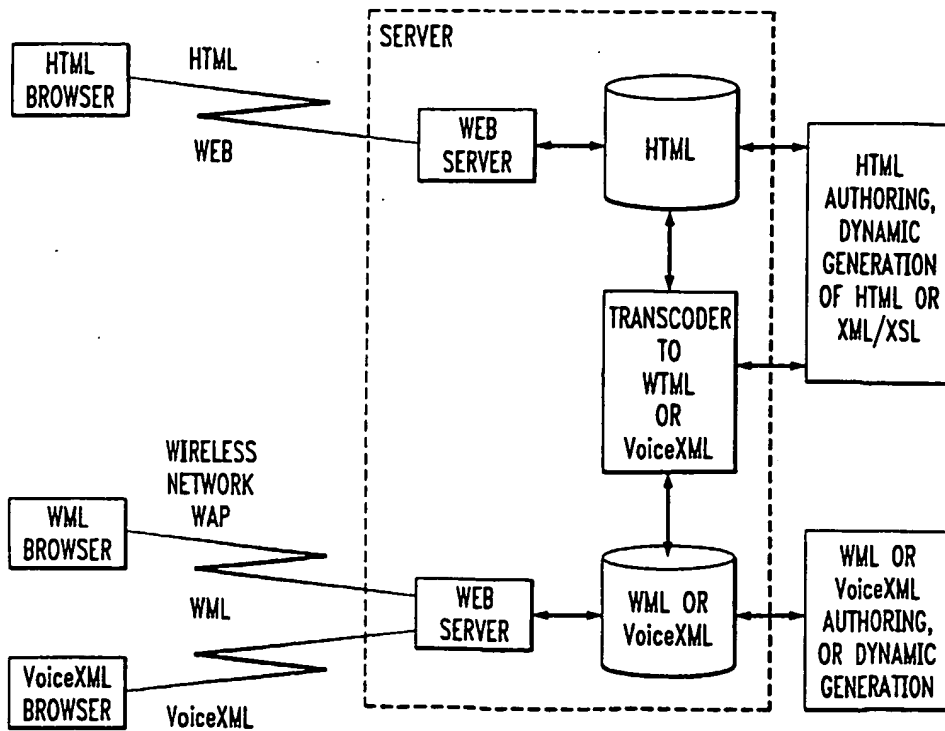 SERVER
HTML
BROWSER
HTML
WEB
WEB
SERVER
HTML
HTML
AUTHORING,
DYNAMIC
GENERATION
OF HTML OR
XML/XSL
TRANSCODER
TO
WTML
OR
VoiceXML
WIRELESS
NETWORK
WAP
WML
BROWSER
WML
WEB
SERVER
WML OR
VoiceXML
WML OR
VoiceXML
AUTHORING,
OR DYNAMIC
GENERATION
VoiceXML
BROWSER
VoiceXML